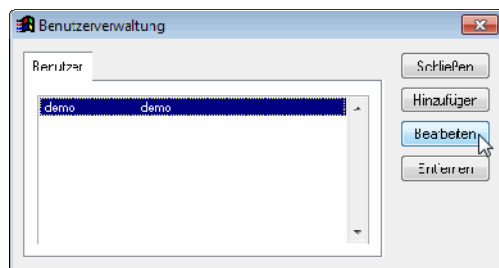 Benutzerverwaltung
Benutzer
Schließen
demo demo
Hinzufügen
Bearbeiten
Entfernen